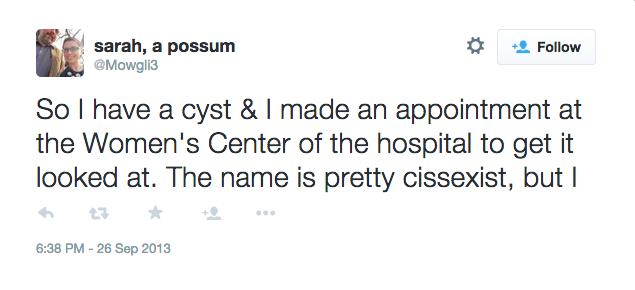 sarah, a possum
@Mowgli3
Follow
So I have a cyst & I made an appointment at
the Women's Center of the hospital to get it
looked at. The name is pretty cissexist, but I
6:38 PM - 26 Sep 2013